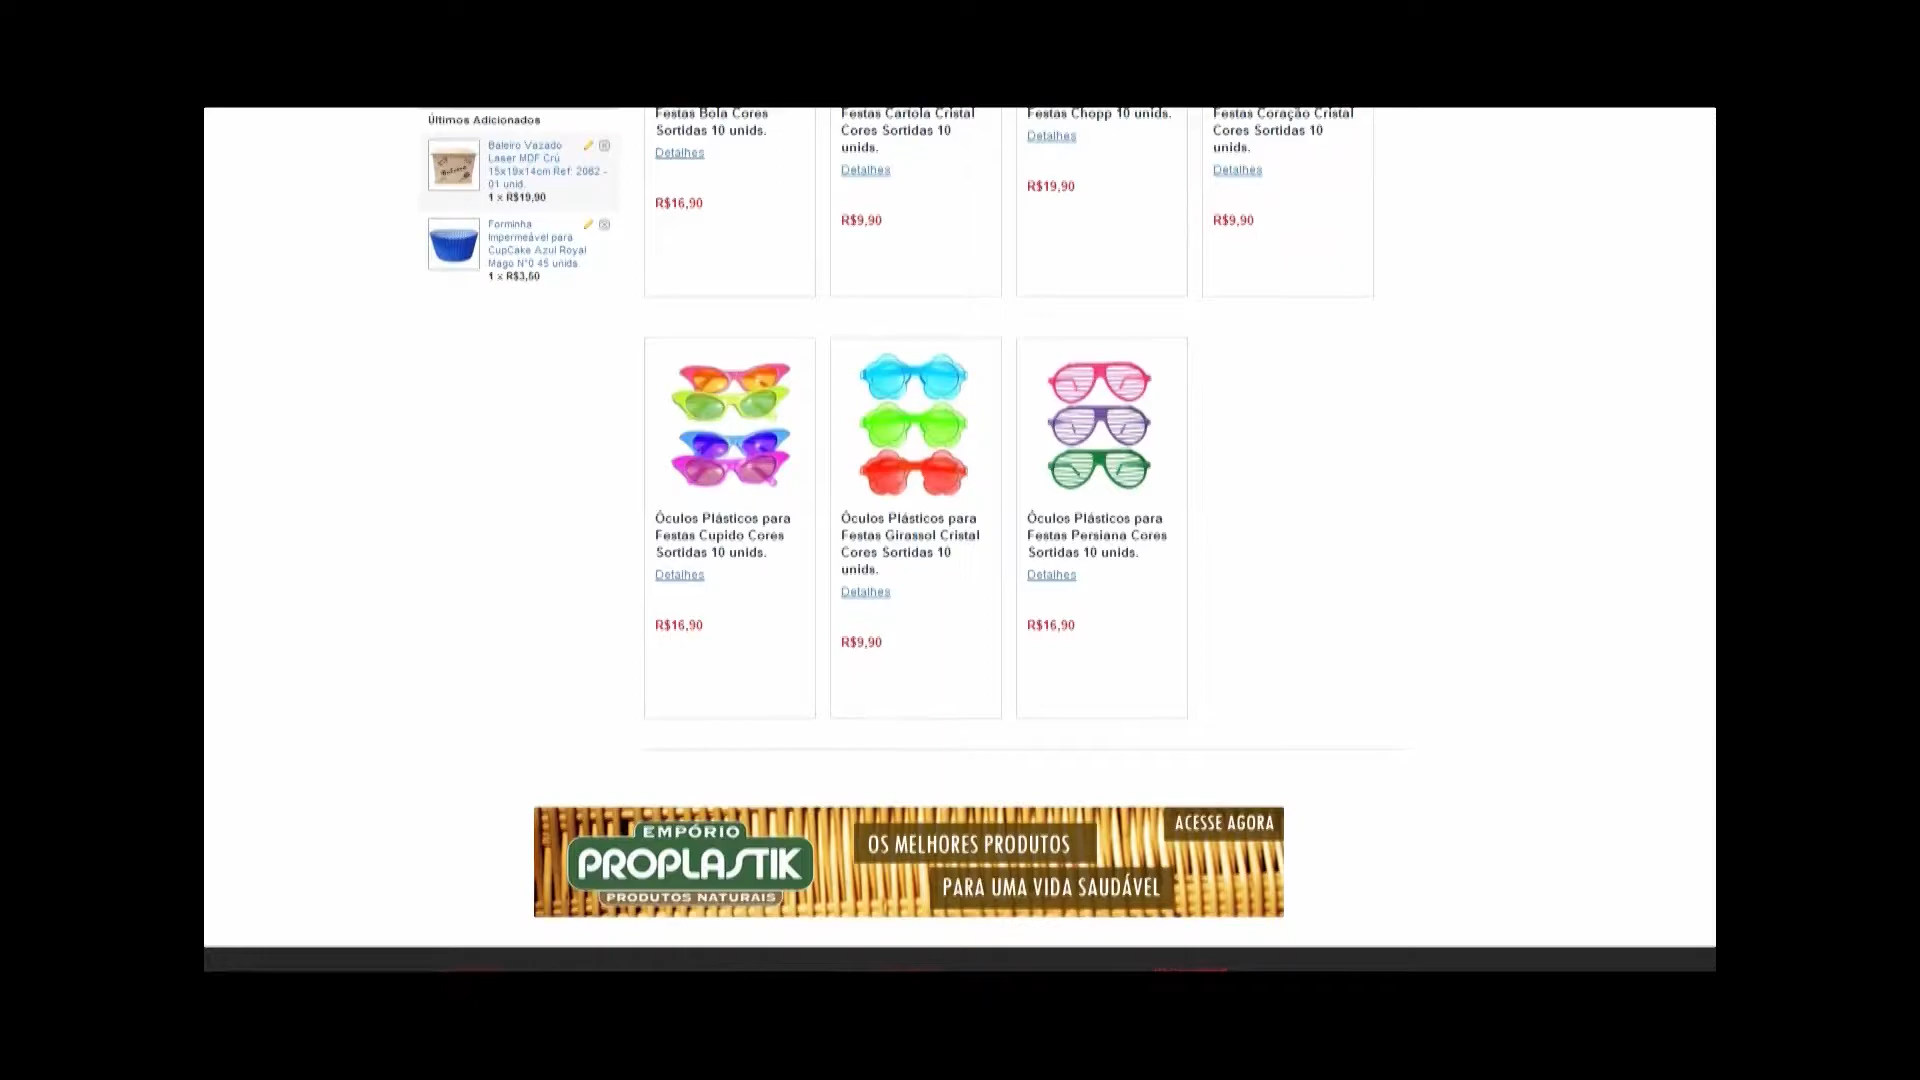 Últimos Adicionados
Baleiro Vazado
Laser MDF Crú
15x19x14cm Ref: 2062 -
01 unid.
1 x R$19,90
Forminha
Impermeável para
CupCake Azul Royal
Mago N°0 45 unids.
1 x R$3,50
Festas Bola Cores
Sortidas 10 unids.
Detalhes
R$16,90
Festas Cartola Cristal
Cores Sortidas 10
unids.
Detalhes
R$9,90
Festas Chopp 10 unids.
Detalhes
R$19,90
Festas Coração Cristal
Cores Sortidas 10
unids.
Detalhes
R$9,90
Óculos Plásticos para
Festas Cupido Cores
Sortidas 10 unids.
Detalhes
R$16,90
Óculos Plásticos para
Festas Girassol Cristal
Cores Sortidas 10
unids.
Detalhes
R$9,90
Óculos Plásticos para
Festas Persiana Cores
Sortidas 10 unids.
Detalhes
R$16,90
EMPÓRIO
PROPLASTIK
PRODUTOS NATURAIS
OS MELHORES PRODUTOS
PARA UMA VIDA SAUDÁVEL
ACESSE AGORA